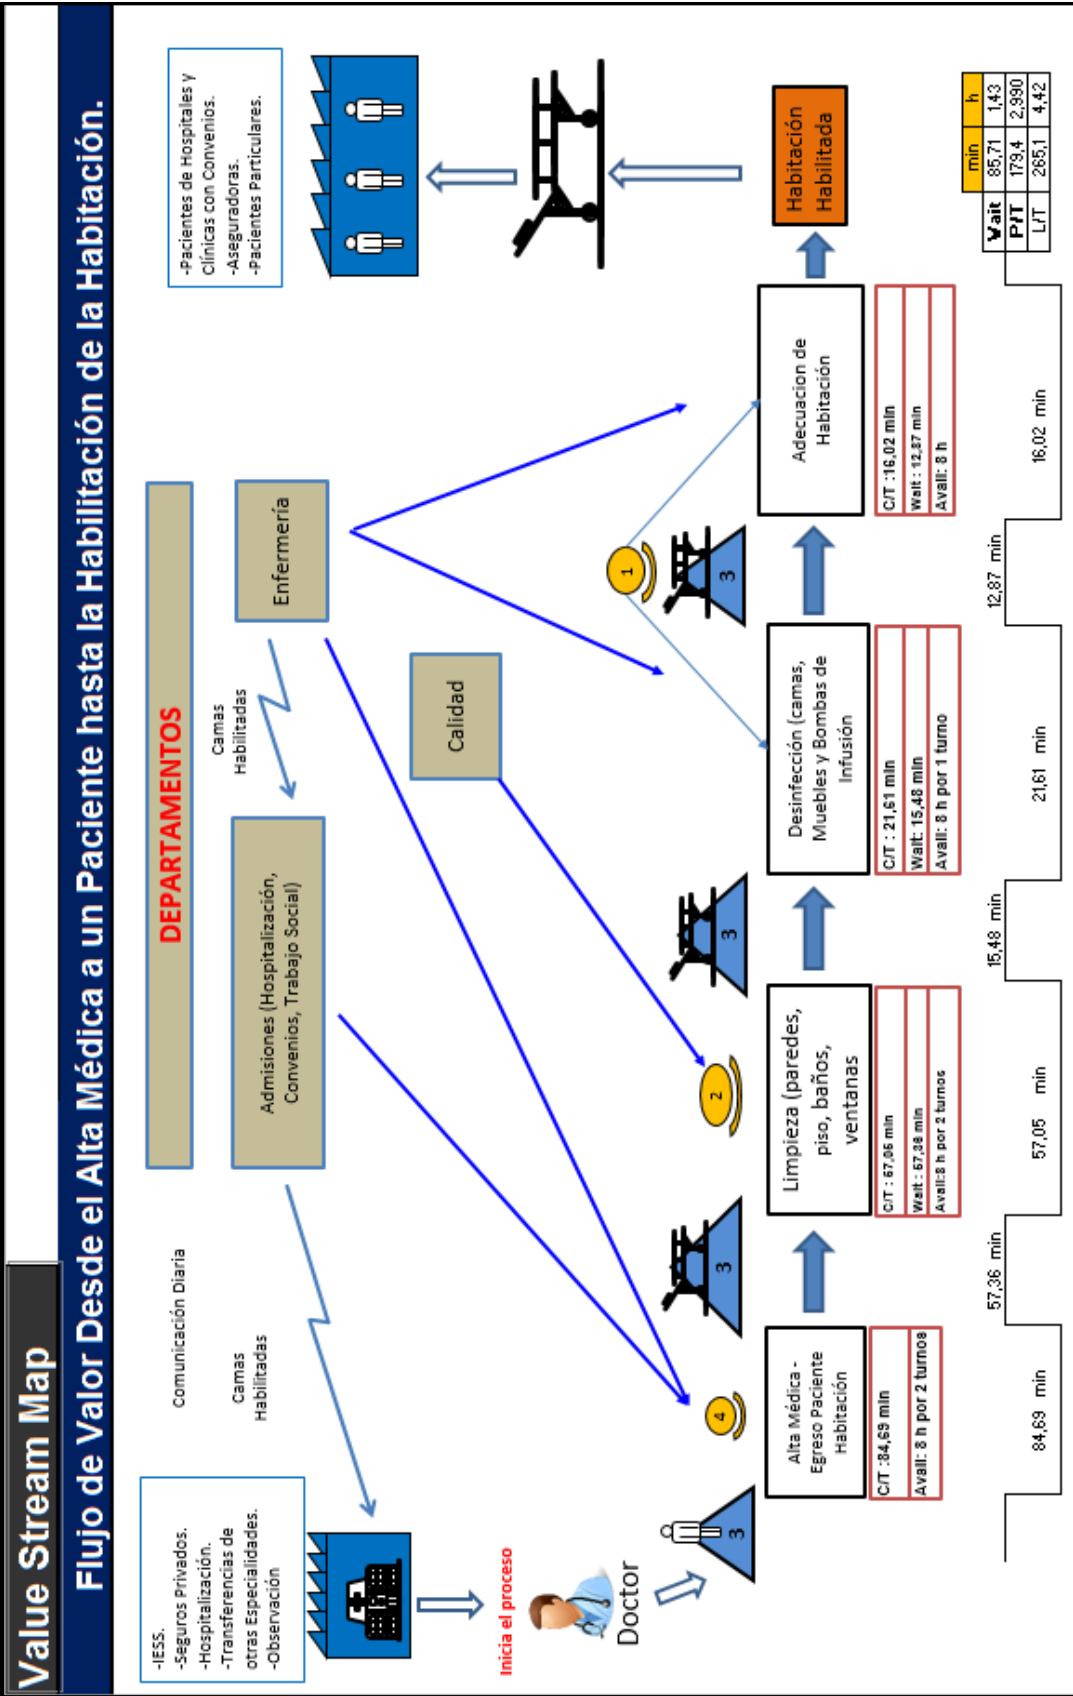 Value Stream Map
Flujo de Valor Desde el Alta Médica a un Paciente hasta la Habilitación de la Habitación.
-IESS.
-Seguros Privados.
-Hospitalización.
-Transferencias de
otras Especialidades.
-Observación
Comunicación Diaria
Camas
Habilitadas
DEPARTAMENTOS
Admisiones (Hospitalización,
Convenios, Trabajo Social)
Camas
Habilitadas
Enfermería
Calidad
-Pacientes de Hospitales y
Clínicas con Convenios.
-Aseguradoras.
-Pacientes Particulares.
Inicia el proceso
Doctor
3
4
3
2
3
1
3
Alta Médica -
Egreso Paciente
Habitación
C/T :84,69 min
Avail: 8 h por 2 turnos
Limpieza (paredes,
piso, baños,
ventanas
C/T : 57,05 min
Wait : 57,36 min
Avail:8 h por 2 turnos
Desinfección (camas,
Muebles y Bombas de
Infusión
C/T : 21,61 min
Wait: 15,48 min
Avail: 8 h por 1 turno
Adecuacion de
Habitación
C/T :16,02 min
Wait : 12,87 min
Avail: 8 h
Habitación
Habilitada
84,69 min
57,36 min
57,05 min
15,48 min
21,61 min
12,87 min
16,02 min
min h
Wait 85,71 1,43
P/T 179,4 2,990
L/T 265,1 4,42